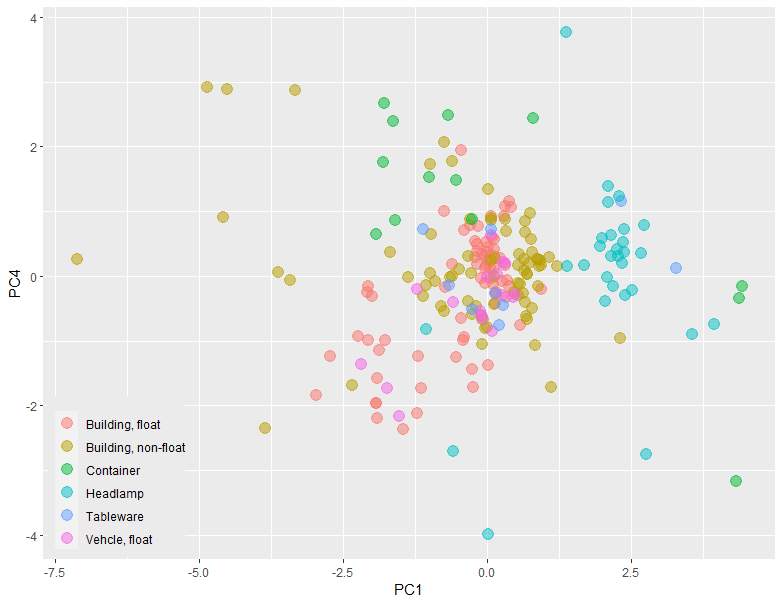 4
2
0
-2
-4
PC4
Building, float
Building, non-float
Container
Headlamp
Tableware
Vehcle, float
-7.5 -5.0 -2.5 0.0 2.5
PC1